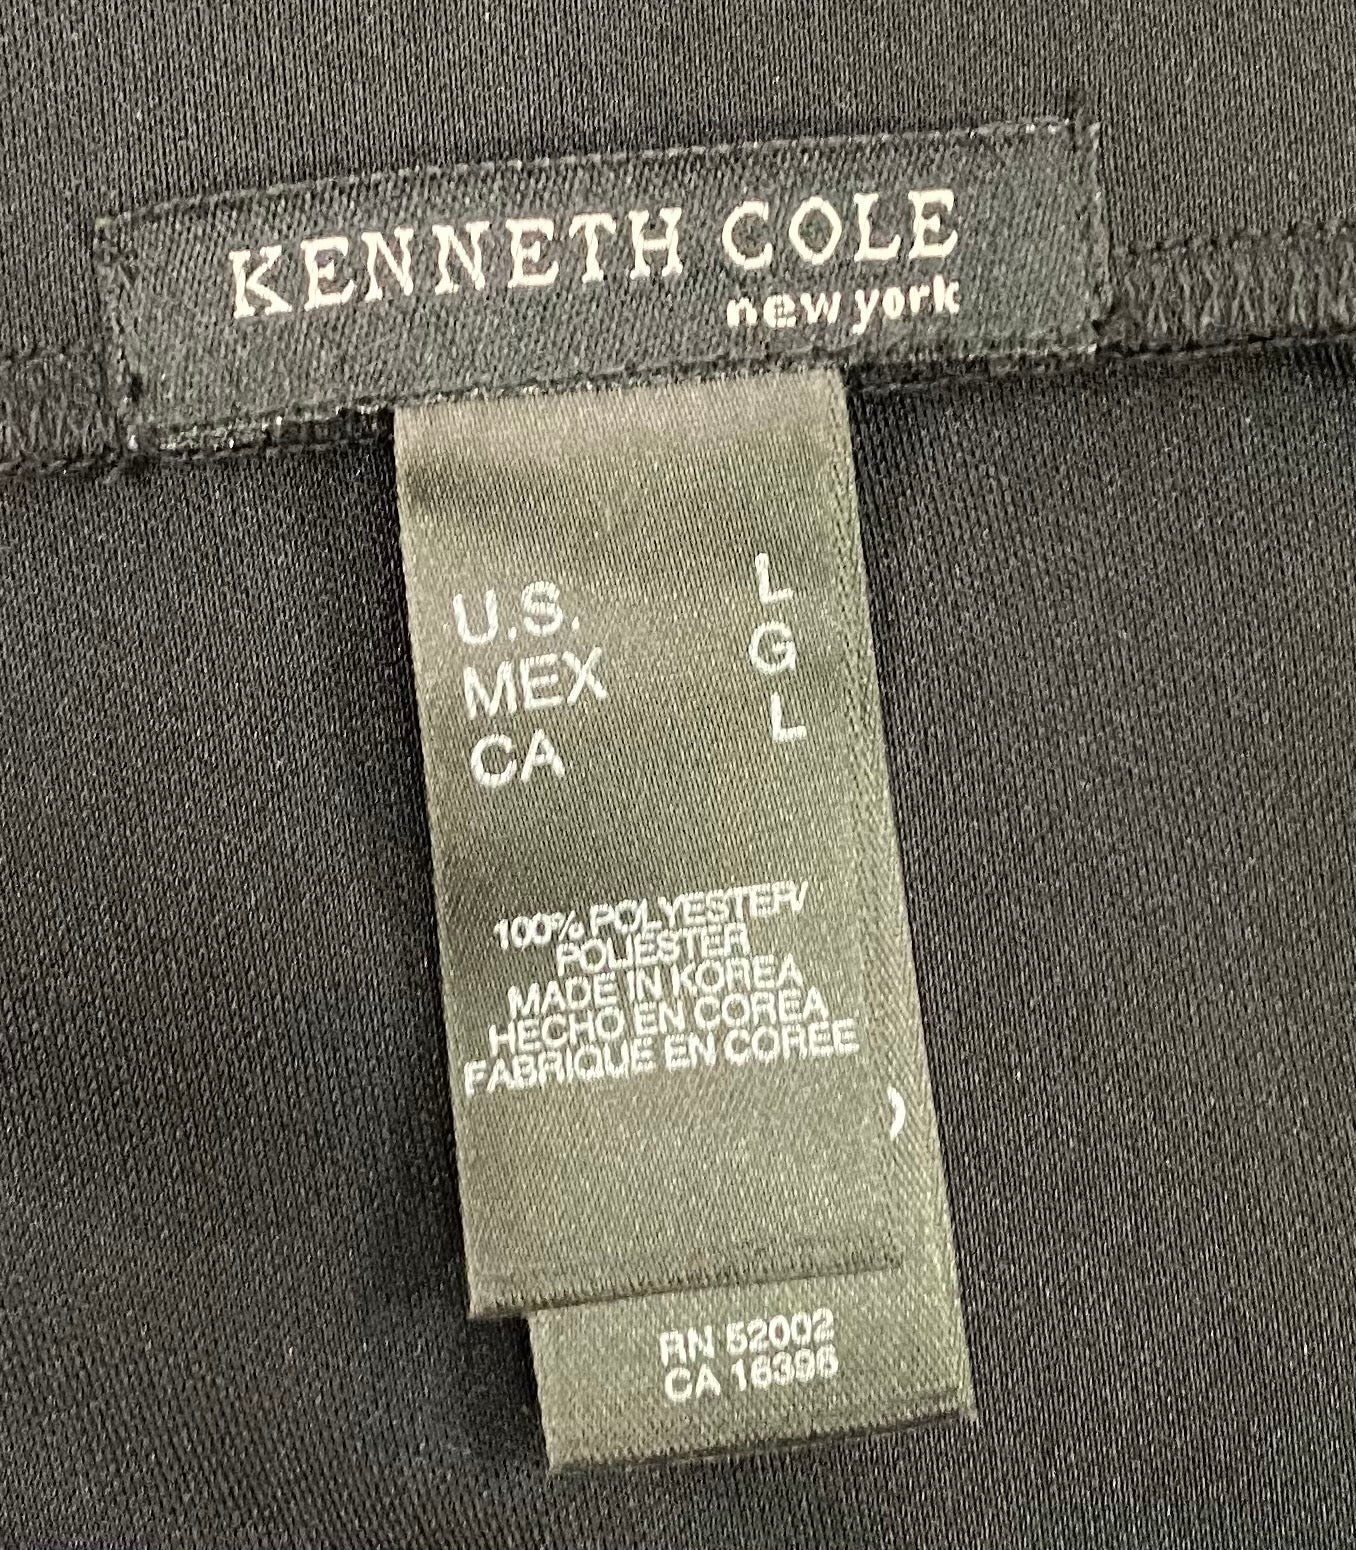 KENNETH COLE
new york
U.S. L
MEX G
CA L
100% POLYESTER/
POLIESTER
MADE IN KOREA
HECHO EN COREA
FABRIQUE EN COREE
)
RN 52002
CA 16396